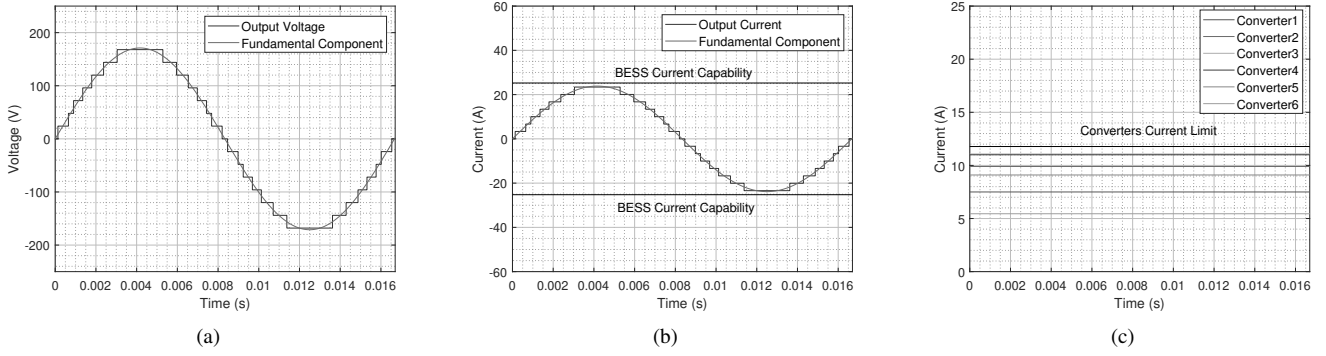 200
100
0
-100
-200
Voltage (V)
Output Voltage
Fundamental Component
0 0.002 0.004 0.006 0.008 0.010 0.012 0.014 0.016
Time (s)
(a)
60
40
20
0
-20
-40
-60
Current (A)
Output Current
Fundamental Component
BESS Current Capability
BESS Current Capability
0 0.002 0.004 0.006 0.008 0.010 0.012 0.014 0.016
Time (s)
(b)
25
20
15
10
5
0
Current (A)
Converter1
Converter2
Converter3
Converter4
Converter5
Converter6
Converters Current Limit
0 0.002 0.004 0.006 0.008 0.010 0.012 0.014 0.016
Time (s)
(c)